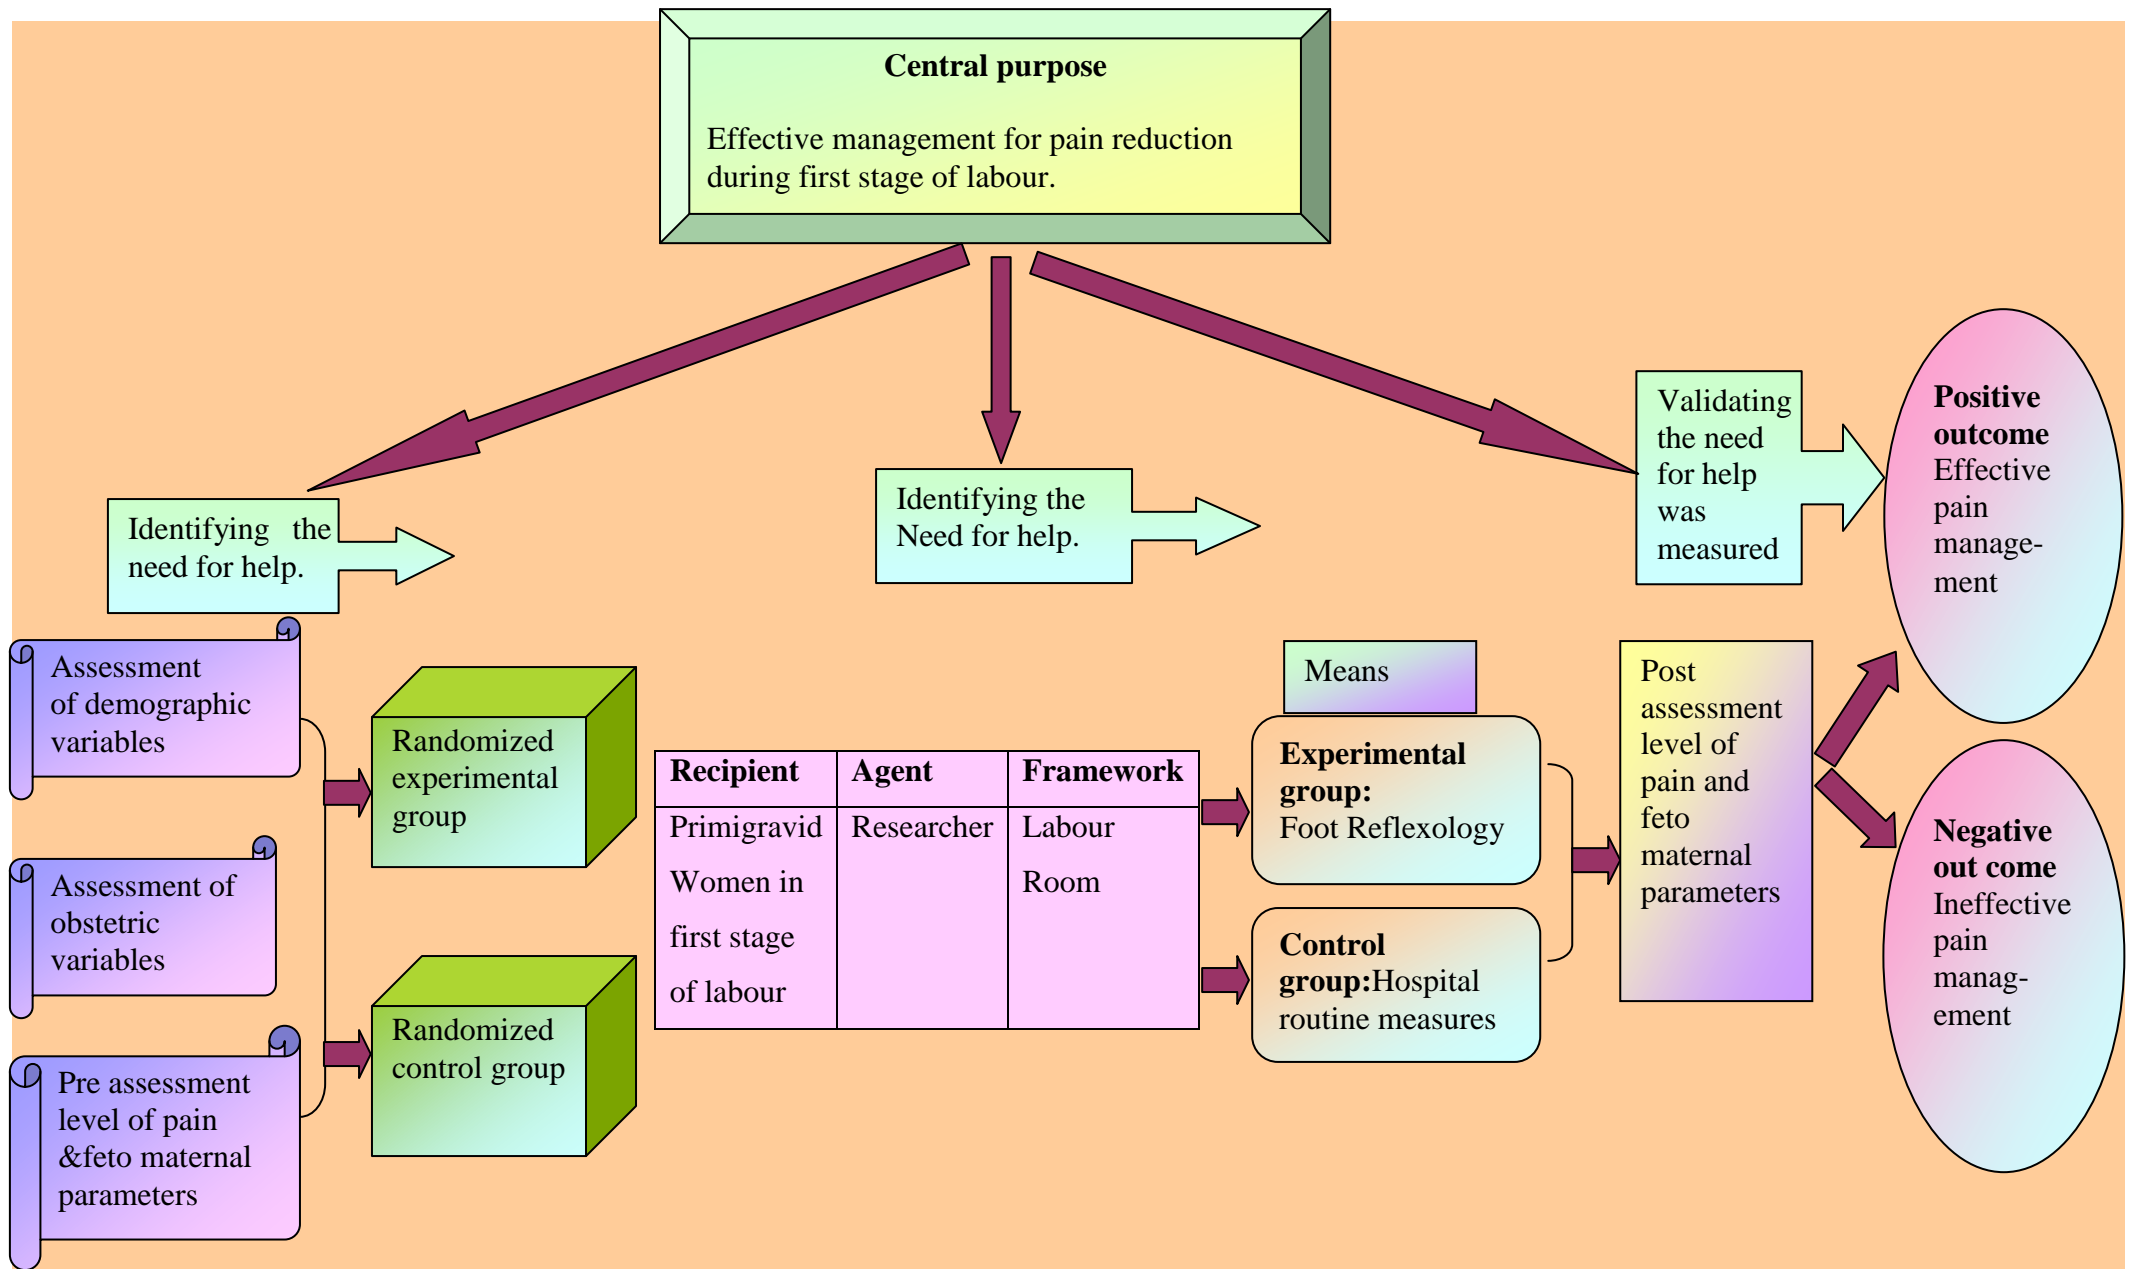 Central purpose
Effective management for pain reduction
during first stage of labour.
Identifying the
need for help.
Identifying the
Need for help.
Validating
the need
for help
was
measured
Positive
outcome
Effective
pain
manage-
ment
Assessment
of demographic
variables
Assessment of
obstetric
variables
Pre assessment
level of pain
&feto maternal
parameters
Randomized
experimental
group
Randomized
control group
Recipient Agent Framework
Primigravid Researcher Labour
Women in Room
first stage
of labour
Means
Experimental
group:
Foot Reflexology
Control
group:Hospital
routine measures
Post
assessment
level of
pain and
feto
maternal
parameters
Negative
out come
Ineffective
pain
manag-
ement